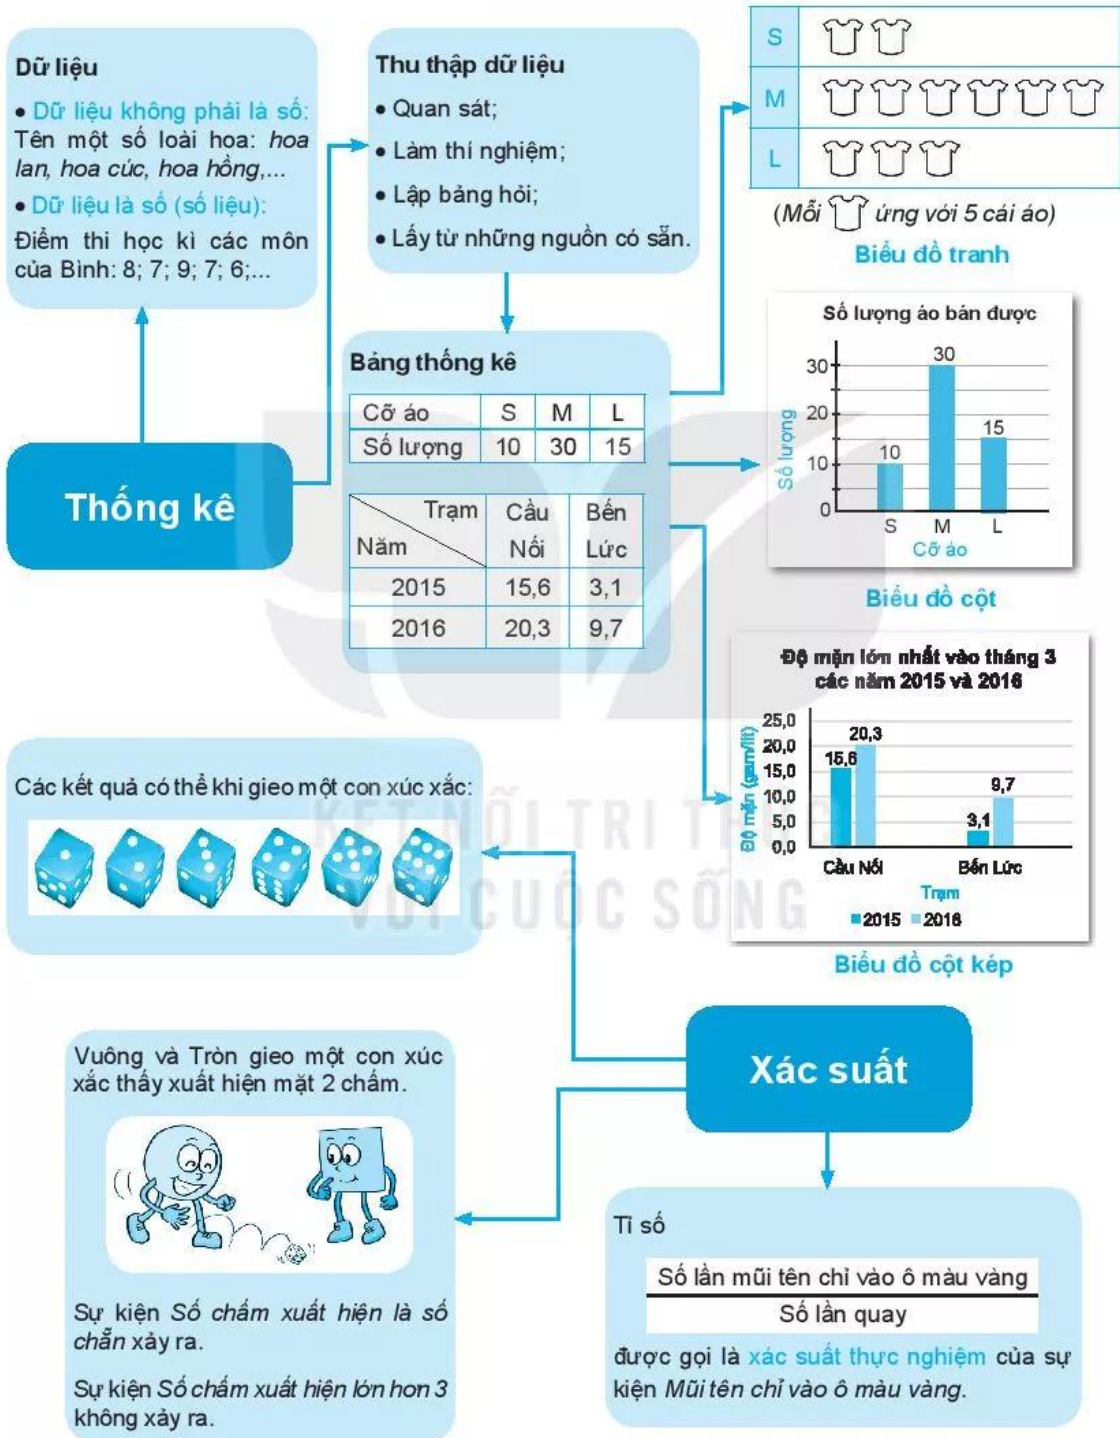 Dữ liệu
• Dữ liệu không phải là số:
Tên một số loài hoa: hoa
lan, hoa cúc, hoa hồng,...
• Dữ liệu là số (số liệu):
Điểm thi học kì các môn
của Bình: 8; 7; 9; 7; 6;...
Thu thập dữ liệu
• Quan sát;
• Làm thí nghiệm;
• Lập bảng hỏi;
• Lấy từ những nguồn có sẵn.
S
M
L
(Mỗi ứng với 5 cái áo)
Biểu đồ tranh
Thống kê
Bảng thống kê
Cỡ áo S M L
Số lượng 10 30 15
Trạm Cầu Nối Bến Lức
Năm
2015 15,6 3,1
2016 20,3 9,7
Số lượng áo bán được
Số lượng
30
20
10
0
10
30
15
S M L
Cỡ áo
Biểu đồ cột
Độ mặn lớn nhất vào tháng 3
các năm 2015 và 2016
Độ mặn (gam/lít)
25,0
20,0
15,0
10,0
5,0
0,0
15,6
20,3
3,1
9,7
Cầu Nối Bến Lức
Trạm
2015 2016
Biểu đồ cột kép
KẾT NỐI TRI THỨC
VỚI CUỘC SỐNG
Các kết quả có thể khi gieo một con xúc xắc:
Xác suất
Vuông và Tròn gieo một con xúc
xắc thấy xuất hiện mặt 2 chấm.
Sự kiện Số chấm xuất hiện là số
chẵn xảy ra.
Sự kiện Số chấm xuất hiện lớn hơn 3
không xảy ra.
Tỉ số
Số lần mũi tên chỉ vào ô màu vàng
Số lần quay
được gọi là xác suất thực nghiệm của sự
kiện Mũi tên chỉ vào ô màu vàng.